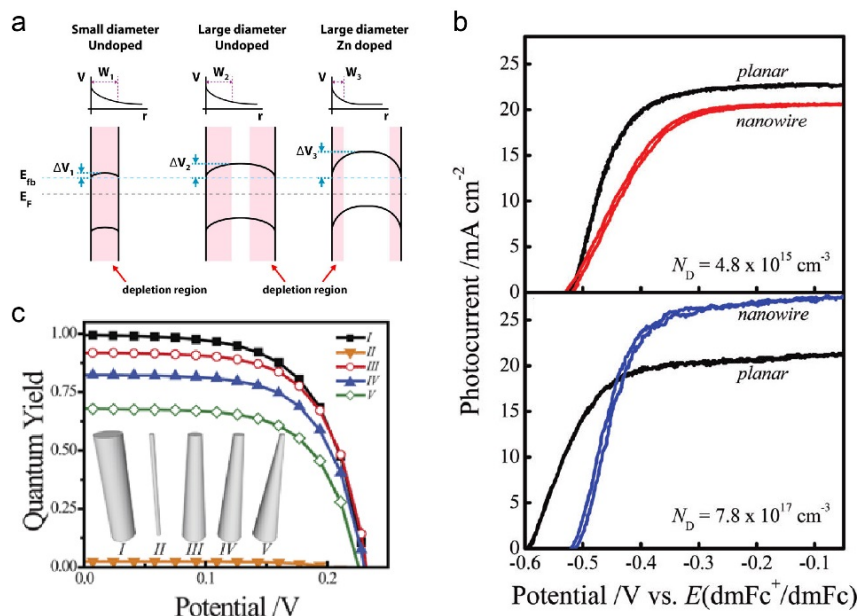 a
Small diameter
Undoped
Large diameter
Undoped
Large diameter
Zn doped
V
W1
r
V
W2
r
V
W3
r
ΔV1
ΔV2
ΔV3
Efb
EF
depletion region
depletion region
b
25
20
15
10
5
0
planar
nanowire
ND = 4.8 x 10¹⁵ cm⁻³
25
20
15
10
5
0
nanowire
planar
ND = 7.8 x 10¹⁷ cm⁻³
-0.6 -0.5 -0.4 -0.3 -0.2 -0.1
Photocurrent /mA cm⁻²
Potential /V vs. E(dmFc⁺/dmFc)
c
1.00
0.75
0.50
0.25
0.00
I
II
III
IV
V
I II III IV V
0.0 0.1 0.2
Quantum Yield
Potential /V